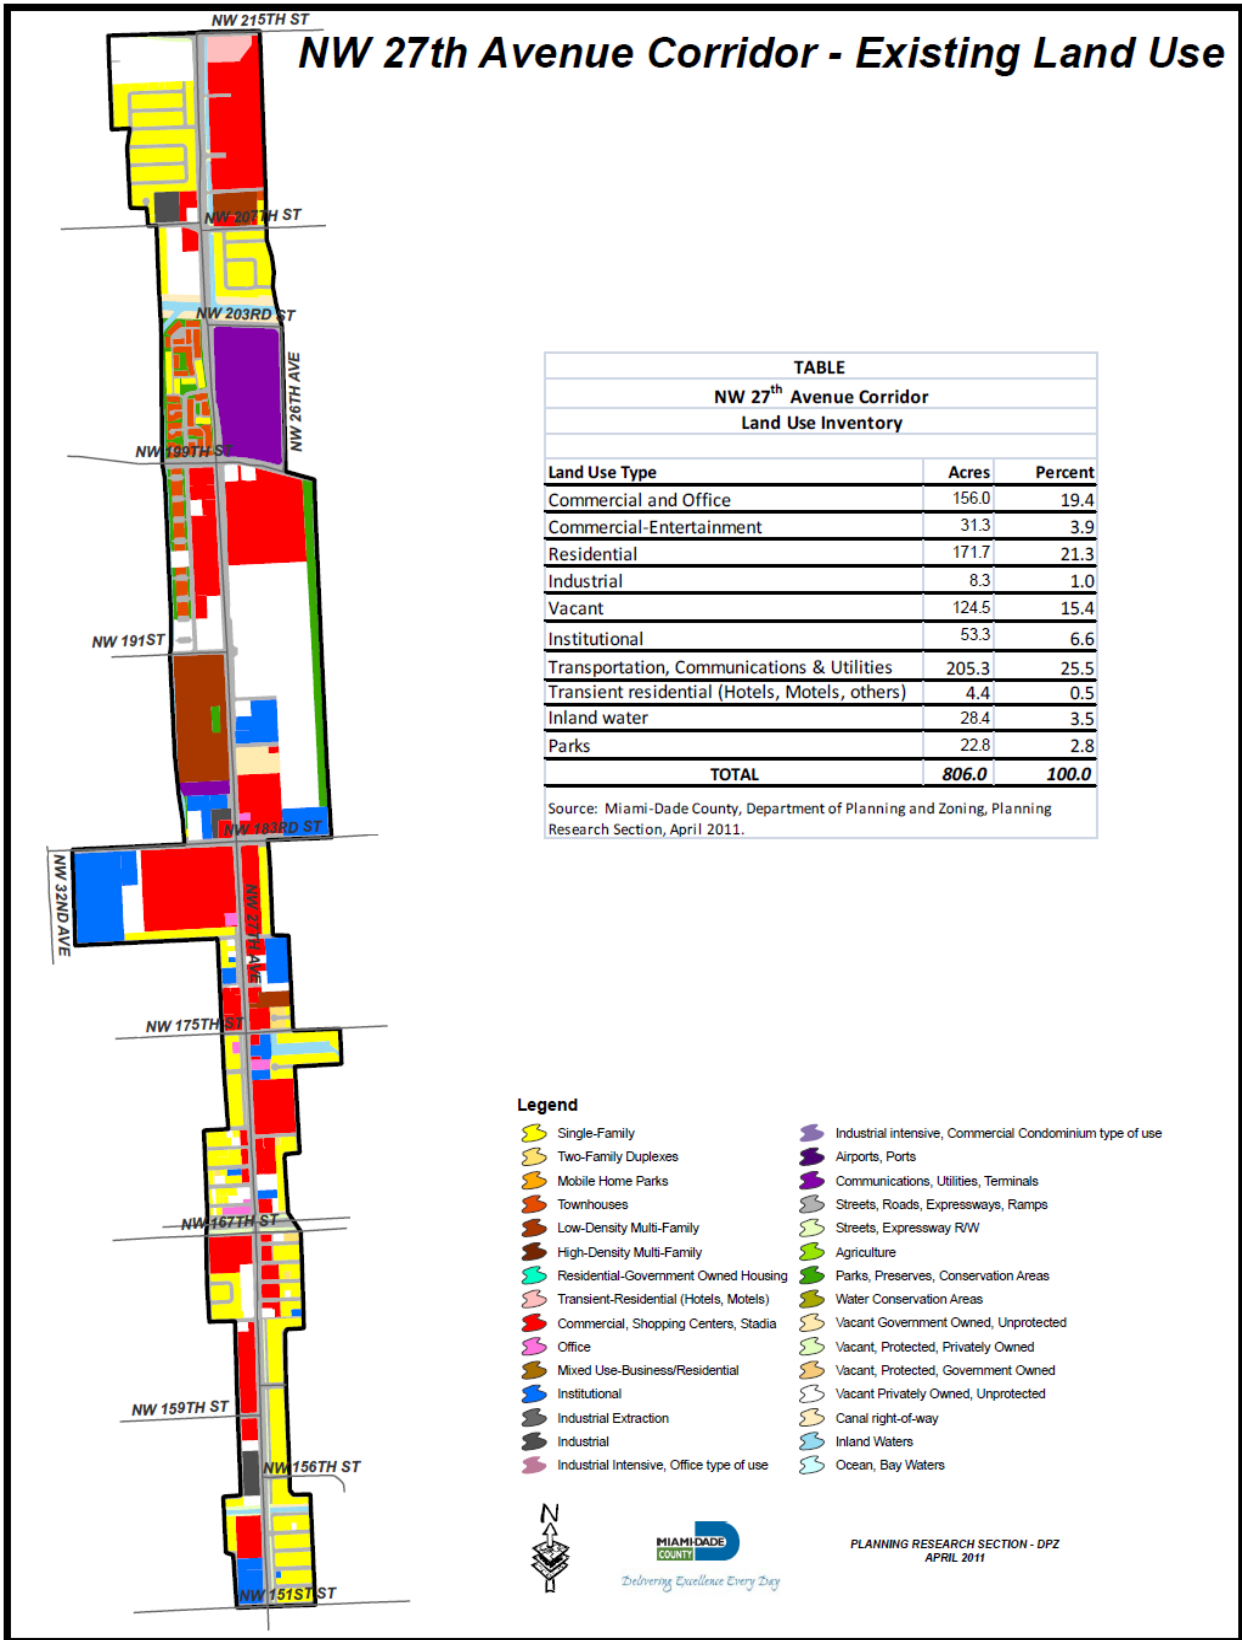 NW 215TH ST
NW 27th Avenue Corridor - Existing Land Use
NW 207TH ST
NW 203RD ST
NW 26TH AVE
NW 199TH ST
NW 191ST
NW 183RD ST
NW 32ND AVE
NW 27TH AVE
NW 175TH ST
NW 167TH ST
NW 159TH ST
NW 156TH ST
NW 151ST ST
TABLE
NW 27th Avenue Corridor
Land Use Inventory
Land Use Type Acres Percent
Commercial and Office 156.0 19.4
Commercial-Entertainment 31.3 3.9
Residential 171.7 21.3
Industrial 8.3 1.0
Vacant 124.5 15.4
Institutional 53.3 6.6
Transportation, Communications & Utilities 205.3 25.5
Transient residential (Hotels, Motels, others) 4.4 0.5
Inland water 28.4 3.5
Parks 22.8 2.8
TOTAL 806.0 100.0
Source: Miami-Dade County, Department of Planning and Zoning, Planning
Research Section, April 2011.
Legend
Single-Family
Two-Family Duplexes
Mobile Home Parks
Townhouses
Low-Density Multi-Family
High-Density Multi-Family
Residential-Government Owned Housing
Transient-Residential (Hotels, Motels)
Commercial, Shopping Centers, Stadia
Office
Mixed Use-Business/Residential
Institutional
Industrial Extraction
Industrial
Industrial Intensive, Office type of use
Industrial intensive, Commercial Condominium type of use
Airports, Ports
Communications, Utilities, Terminals
Streets, Roads, Expressways, Ramps
Streets, Expressway R/W
Agriculture
Parks, Preserves, Conservation Areas
Water Conservation Areas
Vacant Government Owned, Unprotected
Vacant, Protected, Privately Owned
Vacant, Protected, Government Owned
Vacant Privately Owned, Unprotected
Canal right-of-way
Inland Waters
Ocean, Bay Waters
N
MIAMI-DADE
COUNTY
Delivering Excellence Every Day
PLANNING RESEARCH SECTION - DPZ
APRIL 2011